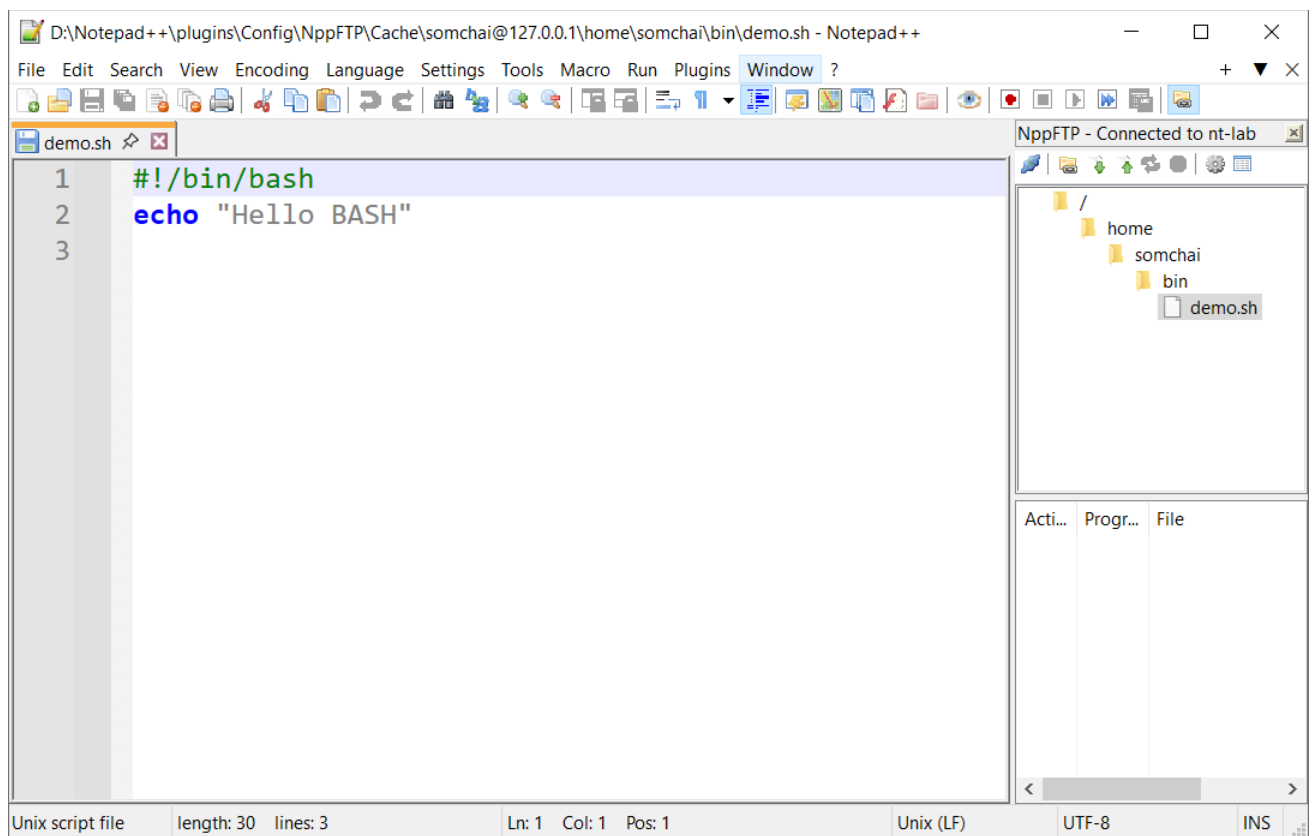 D:\Notepad++\plugins\Config\NppFTP\Cache\somchai@127.0.0.1\home\somchai\bin\demo.sh - Notepad++
File Edit Search View Encoding Language Settings Tools Macro Run Plugins Window ?
demo.sh
1 #!/bin/bash
2 echo "Hello BASH"
3
NppFTP - Connected to nt-lab
/
home
somchai
bin
demo.sh
Acti... Progr... File
Unix script file length: 30 lines: 3 Ln: 1 Col: 1 Pos: 1 Unix (LF) UTF-8 INS